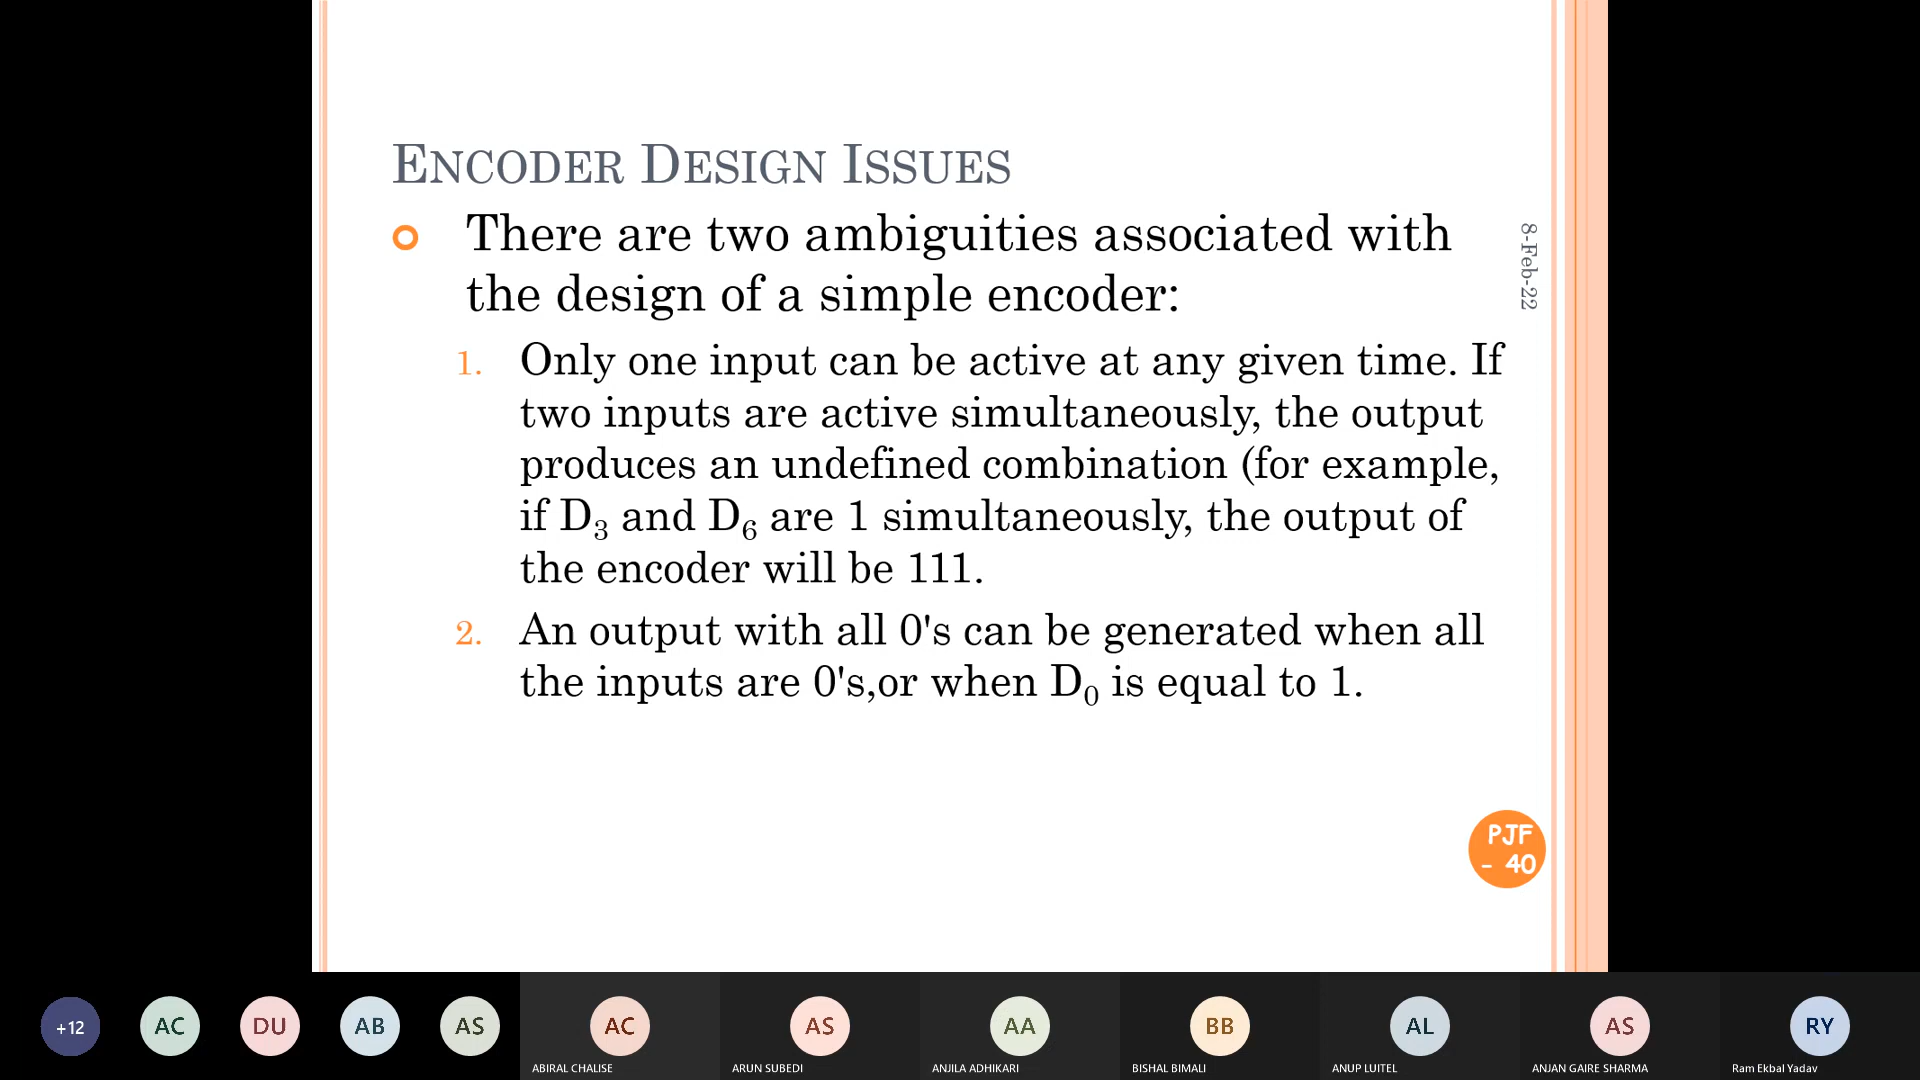 ENCODER DESIGN ISSUES
There are two ambiguities associated with
the design of a simple encoder:
1. Only one input can be active at any given time. If
two inputs are active simultaneously, the output
produces an undefined combination (for example,
if D₃ and D₆ are 1 simultaneously, the output of
the encoder will be 111.
2. An output with all 0's can be generated when all
the inputs are 0's,or when D₀ is equal to 1.
8-Feb-22
PJF
- 40
+12
AC
DU
AB
AS
AC
AS
AA
BB
AL
AS
RY
ABIRAL CHALISE
ARUN SUBEDI
ANJILA ADHIKARI
BISHAL BIMALI
ANUP LUITEL
ANJAN GAIRE SHARMA
Ram Ekbal Yadav